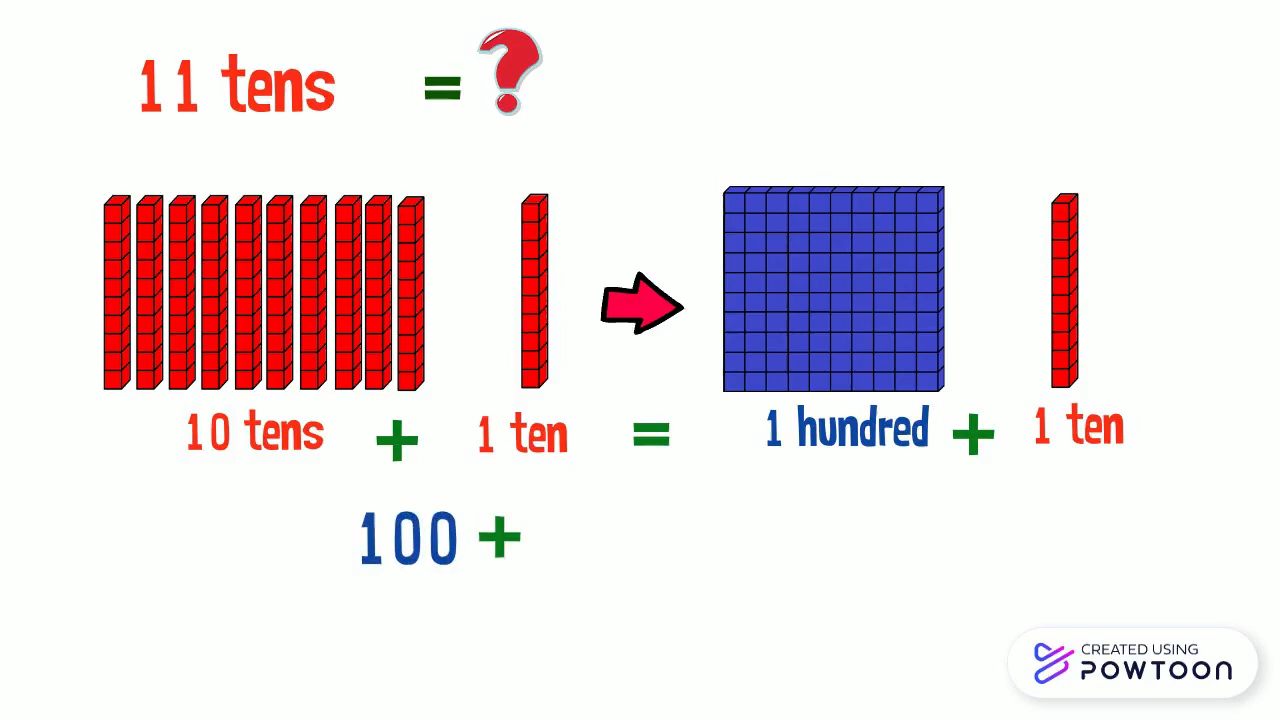 11 tens = ?
10 tens + 1 ten = 1 hundred + 1 ten
100 +
CREATED USING
POWTOON